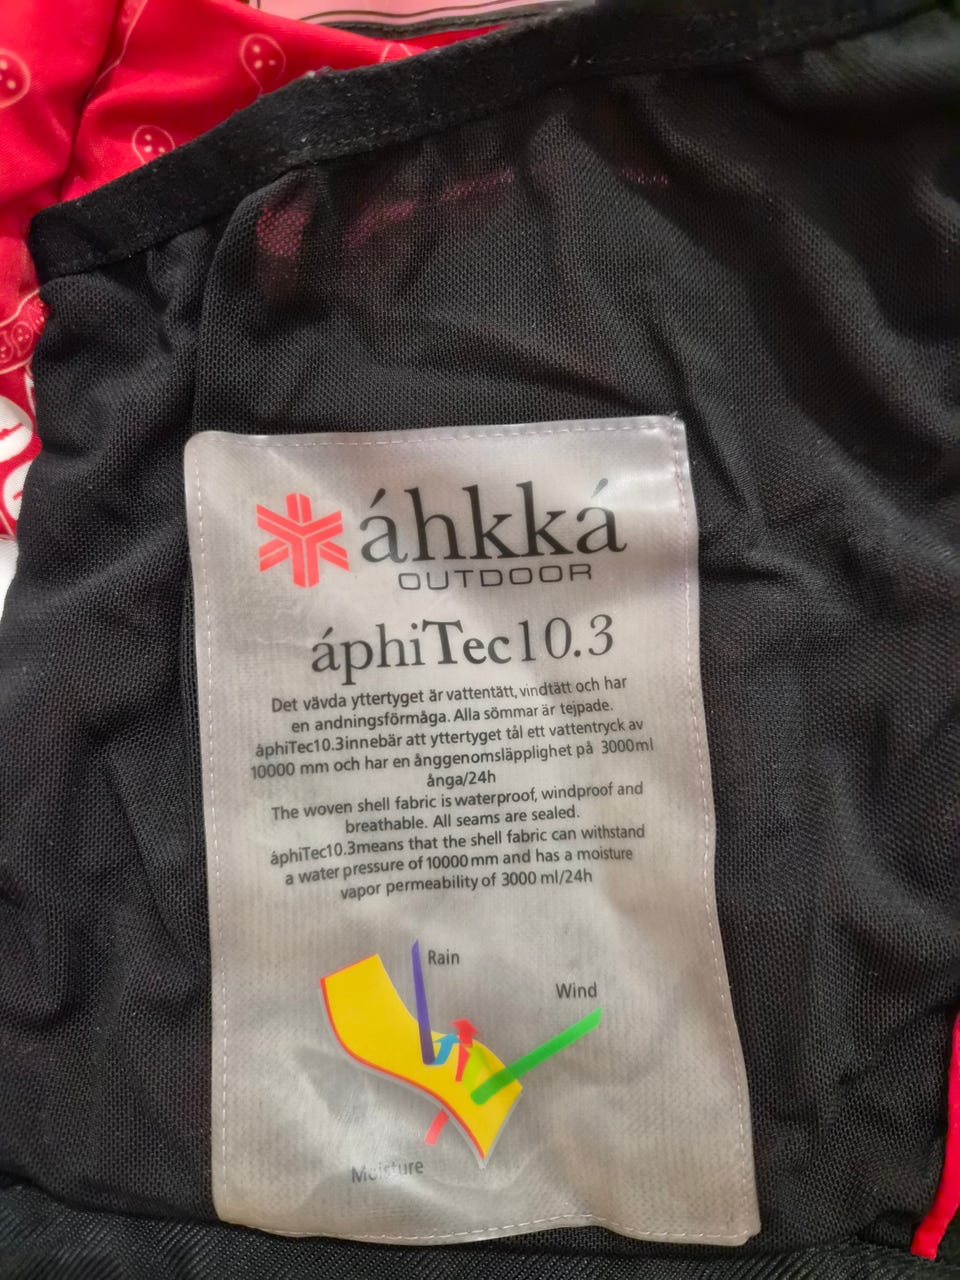 áhkká
OUTDOOR
áphiTec10.3
Det vävda yttertyget är vattentätt, vindtätt och har
en andningsförmåga. Alla sömmar är tejpade.
áphiTec10.3innebär att yttertyget tål ett vattentryck av
10000 mm och har en ånggenomsläpplighet på 3000ml
ånga/24h
The woven shell fabric is waterproof, windproof and
breathable. All seams are sealed.
áphiTec10.3means that the shell fabric can withstand
a water pressure of 10000 mm and has a moisture
vapor permeability of 3000 ml/24h
Rain
Wind
Moisture